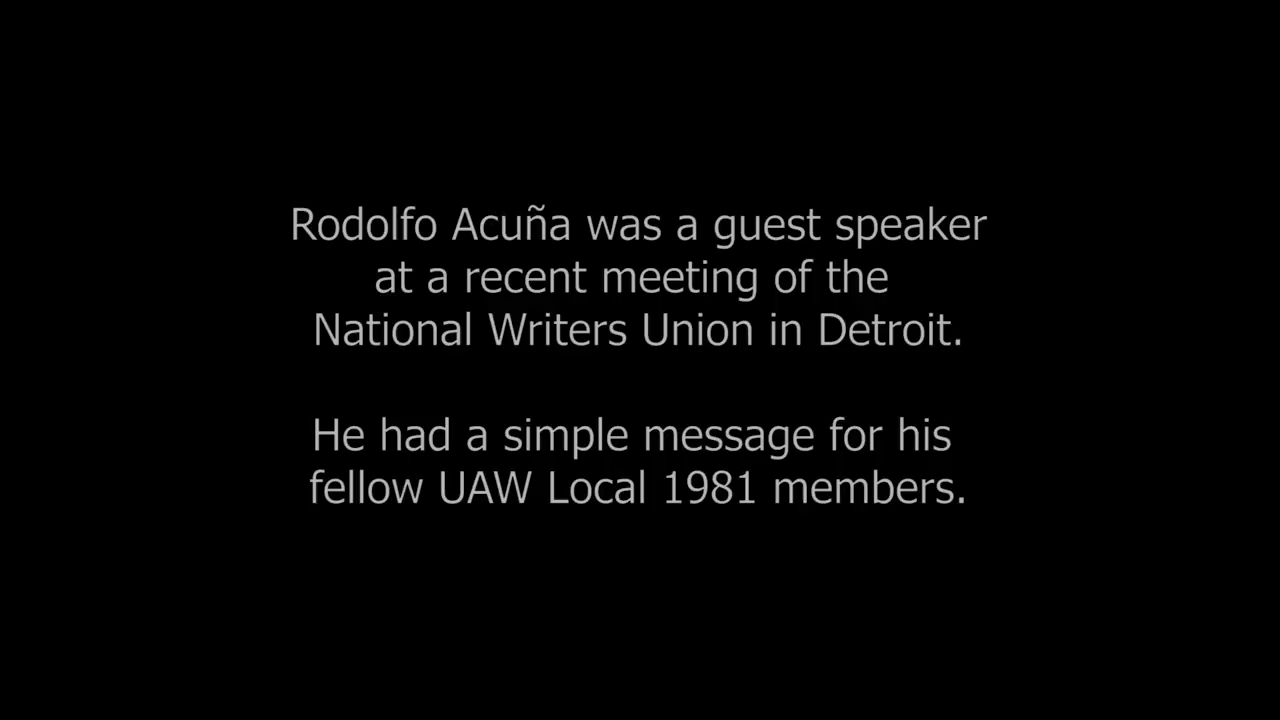 Rodolfo Acuña was a guest speaker
at a recent meeting of the
National Writers Union in Detroit.
He had a simple message for his
fellow UAW Local 1981 members.